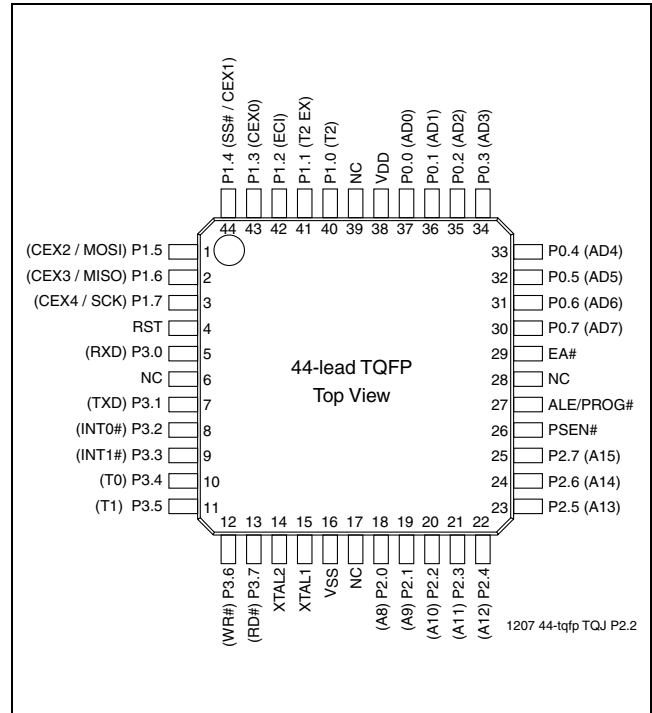 P1.4 (SS# / CEX1)
P1.3 (CEX0)
P1.2 (ECI)
P1.1 (T2 EX)
P1.0 (T2)
NC
VDD
P0.0 (AD0)
P0.1 (AD1)
P0.2 (AD2)
P0.3 (AD3)
44 43 42 41 40 39 38 37 36 35 34
(CEX2 / MOSI) P1.5 1
(CEX3 / MISO) P1.6 2
(CEX4 / SCK) P1.7 3
RST 4
(RXD) P3.0 5
NC 6
(TXD) P3.1 7
(INT0#) P3.2 8
(INT1#) P3.3 9
(T0) P3.4 10
(T1) P3.5 11
44-lead TQFP
Top View
33 P0.4 (AD4)
32 P0.5 (AD5)
31 P0.6 (AD6)
30 P0.7 (AD7)
29 EA#
28 NC
27 ALE/PROG#
26 PSEN#
25 P2.7 (A15)
24 P2.6 (A14)
23 P2.5 (A13)
12 13 14 15 16 17 18 19 20 21 22
(WR#) P3.6
(RD#) P3.7
XTAL2
XTAL1
VSS
NC
(A8) P2.0
(A9) P2.1
(A10) P2.2
(A11) P2.3
(A12) P2.4
1207 44-tqfp TQJ P2.2